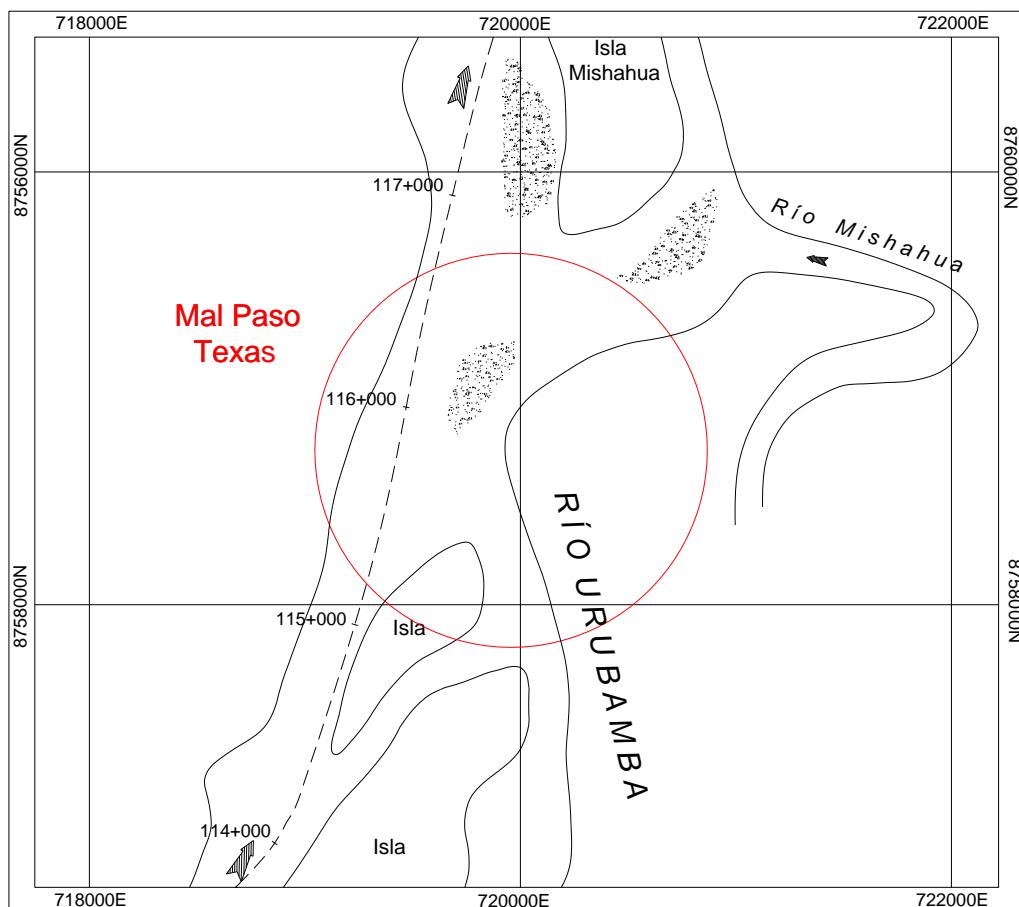 718000E
720000E
722000E
Isla
Mishahua
8756000N
8760000N
117+000
Río Mishahua
Mal Paso
Texas
116+000
RÍO URUBAMBA
8758000N
8758000N
115+000
Isla
114+000
Isla
718000E
720000E
722000E